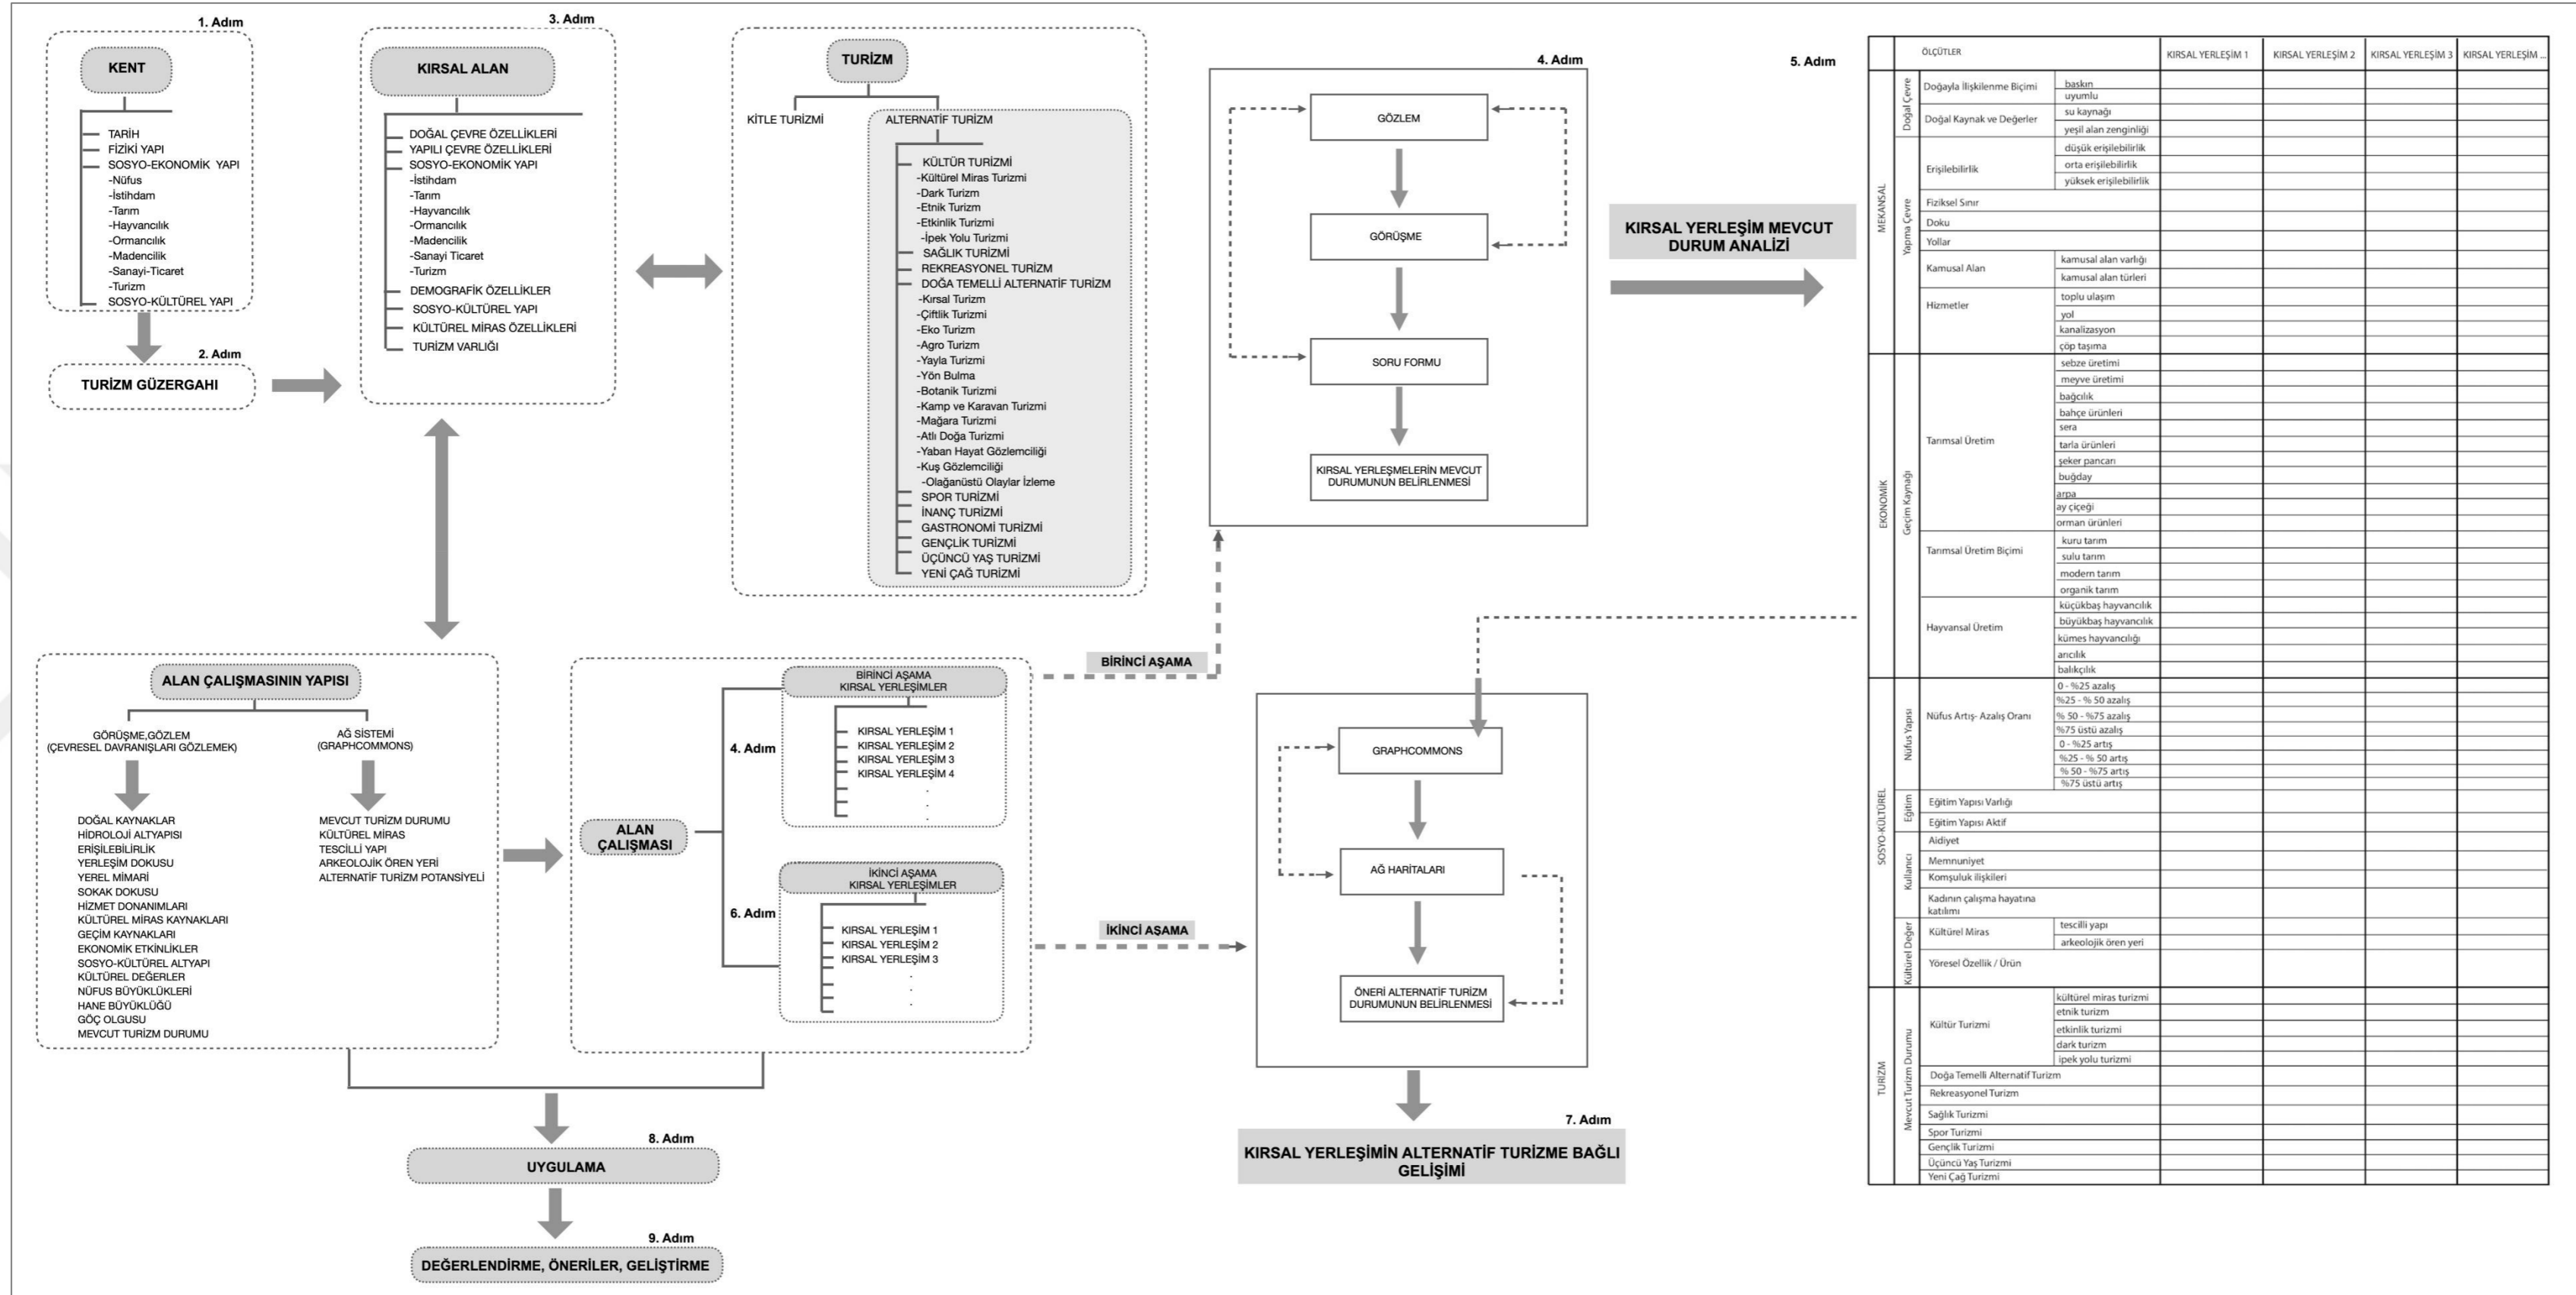 1. Adım
KENT
TARİH
FİZİKİ YAPI
SOSYO-EKONOMİK YAPI
-Nüfus
-İstihdam
-Tarım
-Hayvancılık
-Ormancılık
-Madencilik
-Sanayi-Ticaret
-Turizm
SOSYO-KÜLTÜREL YAPI
2. Adım
TURİZM GÜZERGAHI
3. Adım
KIRSAL ALAN
DOĞAL ÇEVRE ÖZELLİKLERİ
YAPILI ÇEVRE ÖZELLİKLERİ
SOSYO-EKONOMİK YAPI
-İstihdam
-Tarım
-Hayvancılık
-Ormancılık
-Madencilik
-Sanayi Ticaret
-Turizm
DEMOGRAFİK ÖZELLİKLER
SOSYO-KÜLTÜREL YAPI
KÜLTÜREL MİRAS ÖZELLİKLERİ
TURİZM VARLIĞI
TURİZM
KİTLE TURİZMİ
ALTERNATİF TURİZM
KÜLTÜR TURİZMİ
-Kültürel Miras Turizmi
-Dark Turizm
-Etnik Turizm
-Etkinlik Turizmi
-İpek Yolu Turizmi
SAĞLIK TURİZMİ
REKREASYONEL TURİZM
DOĞA TEMELLİ ALTERNATİF TURİZM
-Kırsal Turizm
-Çiftlik Turizmi
-Eko Turizm
-Agro Turizm
-Yayla Turizmi
-Yön Bulma
-Botanik Turizmi
-Kamp ve Karavan Turizmi
-Mağara Turizmi
-Atlı Doğa Turizmi
-Yaban Hayat Gözlemciliği
-Kuş Gözlemciliği
-Olağanüstü Olaylar İzleme
SPOR TURİZMİ
İNANÇ TURİZMİ
GASTRONOMİ TURİZMİ
GENÇLİK TURİZMİ
ÜÇÜNCÜ YAŞ TURİZMİ
YENİ ÇAĞ TURİZMİ
4. Adım
GÖZLEM
GÖRÜŞME
SORU FORMU
KIRSAL YERLEŞMELERİN MEVCUT
DURUMUNUN BELİRLENMESİ
KIRSAL YERLEŞİM MEVCUT
DURUM ANALİZİ
ALAN ÇALIŞMASININ YAPISI
GÖRÜŞME,GÖZLEM
(ÇEVRESEL DAVRANIŞLARI GÖZLEMEK)
DOĞAL KAYNAKLAR
HİDROLOJİ ALTYAPISI
ERİŞİLEBİLİRLİK
YERLEŞİM DOKUSU
YEREL MİMARİ
SOKAK DOKUSU
HİZMET DONANIMLARI
KÜLTÜREL MİRAS KAYNAKLARI
GEÇİM KAYNAKLARI
EKONOMİK ETKİNLİKLER
SOSYO-KÜLTÜREL ALTYAPI
KÜLTÜREL DEĞERLER
NÜFUS BÜYÜKLÜKLERİ
HANE BÜYÜKLÜĞÜ
GÖÇ OLGUSU
MEVCUT TURİZM DURUMU
AĞ SİSTEMİ
(GRAPHCOMMONS)
MEVCUT TURİZM DURUMU
KÜLTÜREL MİRAS
TESCİLLİ YAPI
ARKEOLOJİK ÖREN YERİ
ALTERNATİF TURİZM POTANSİYELİ
ALAN
ÇALIŞMASI
4. Adım
BİRİNCİ AŞAMA
KIRSAL YERLEŞİMLER
KIRSAL YERLEŞİM 1
KIRSAL YERLEŞİM 2
KIRSAL YERLEŞİM 3
KIRSAL YERLEŞİM 4
.
.
.
6. Adım
İKİNCİ AŞAMA
KIRSAL YERLEŞİMLER
KIRSAL YERLEŞİM 1
KIRSAL YERLEŞİM 2
KIRSAL YERLEŞİM 3
.
.
.
BİRİNCİ AŞAMA
İKİNCİ AŞAMA
GRAPHCOMMONS
AĞ HARİTALARI
ÖNERİ ALTERNATİF TURİZM
DURUMUNUN BELİRLENMESİ
7. Adım
KIRSAL YERLEŞİMİN ALTERNATİF TURİZME BAĞLI
GELİŞİMİ
8. Adım
UYGULAMA
9. Adım
DEĞERLENDİRME, ÖNERİLER, GELİŞTİRME
5. Adım
ÖLÇÜTLER KIRSAL YERLEŞİM 1 KIRSAL YERLEŞİM 2 KIRSAL YERLEŞİM 3 KIRSAL YERLEŞİM ...
MEKANSAL
Doğal Çevre
Doğayla İlişkilenme Biçimi
baskın
uyumlu
Doğal Kaynak ve Değerler
su kaynağı
yeşil alan zenginliği
Yapma Çevre
Erişilebilirlik
düşük erişilebilirlik
orta erişilebilirlik
yüksek erişilebilirlik
Fiziksel Sınır
Doku
Yollar
Kamusal Alan
kamusal alan varlığı
kamusal alan türleri
Hizmetler
toplu ulaşım
yol
kanalizasyon
çöp taşıma
EKONOMİK
Geçim Kaynağı
Tarımsal Üretim
sebze üretimi
meyve üretimi
bağcılık
bahçe ürünleri
sera
tarla ürünleri
şeker pancarı
buğday
arpa
ay çiçeği
orman ürünleri
Tarımsal Üretim Biçimi
kuru tarım
sulu tarım
modern tarım
organik tarım
Hayvansal Üretim
küçükbaş hayvancılık
büyükbaş hayvancılık
kümes hayvancılığı
arıcılık
balıkçılık
SOSYO-KÜLTÜREL
Nüfus Yapısı
Nüfus Artış- Azalış Oranı
0 - %25 azalış
%25 - % 50 azalış
% 50 - %75 azalış
%75 üstü azalış
0 - %25 artış
%25 - % 50 artış
% 50 - %75 artış
%75 üstü artış
Eğitim
Eğitim Yapısı Varlığı
Eğitim Yapısı Aktif
Kullanıcı
Aidiyet
Memnuniyet
Komşuluk ilişkileri
Kadının çalışma hayatına
katılımı
Kültürel Değer
Kültürel Miras
tescilli yapı
arkeolojik ören yeri
Yöresel Özellik / Ürün
TURİZM
Mevcut Turizm Durumu
Kültür Turizmi
kültürel miras turizmi
etnik turizm
etkinlik turizmi
dark turizm
ipek yolu turizmi
Doğa Temelli Alternatif Turizm
Rekreasyonel Turizm
Sağlık Turizmi
Spor Turizmi
Gençlik Turizmi
Üçüncü Yaş Turizmi
Yeni Çağ Turizmi